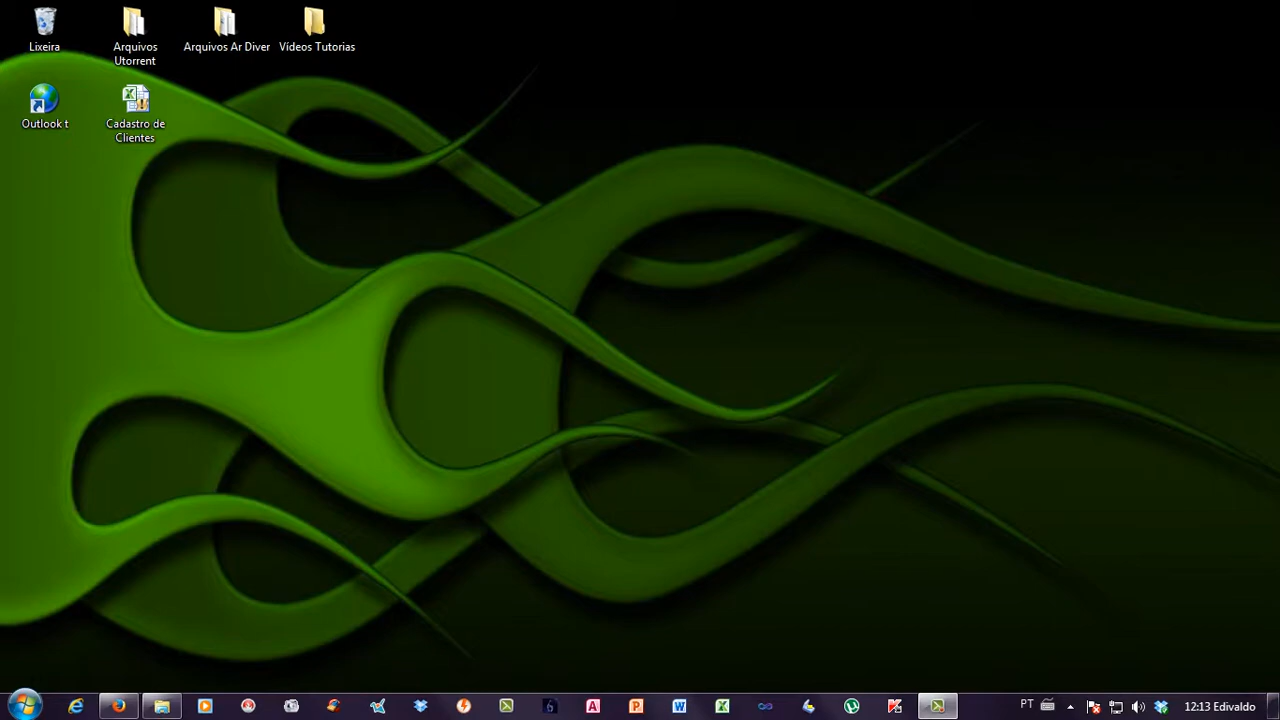 Lixeira
Arquivos
Utorrent
Arquivos Ar Diver
Vídeos Tutorias
Outlook t
Cadastro de
Clientes
PT
12:13 Edivaldo